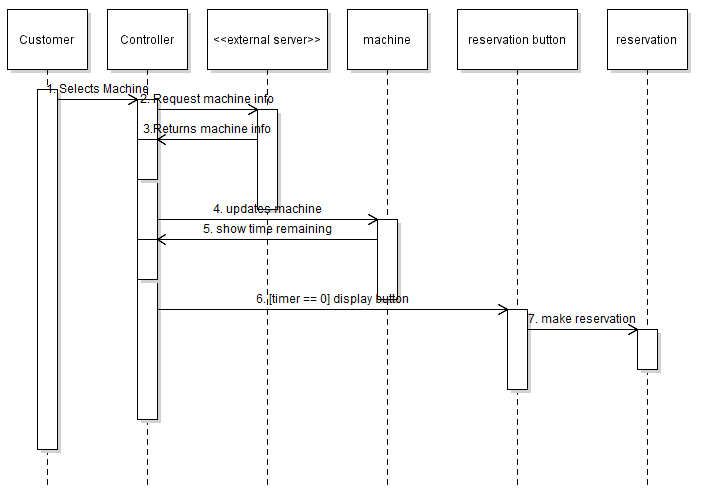 Customer
Controller
<<external server>>
machine
reservation button
reservation
1. Selects Machine
2. Request machine info
3.Returns machine info
4. updates machine
5. show time remaining
6. [timer == 0] display button
7. make reservation